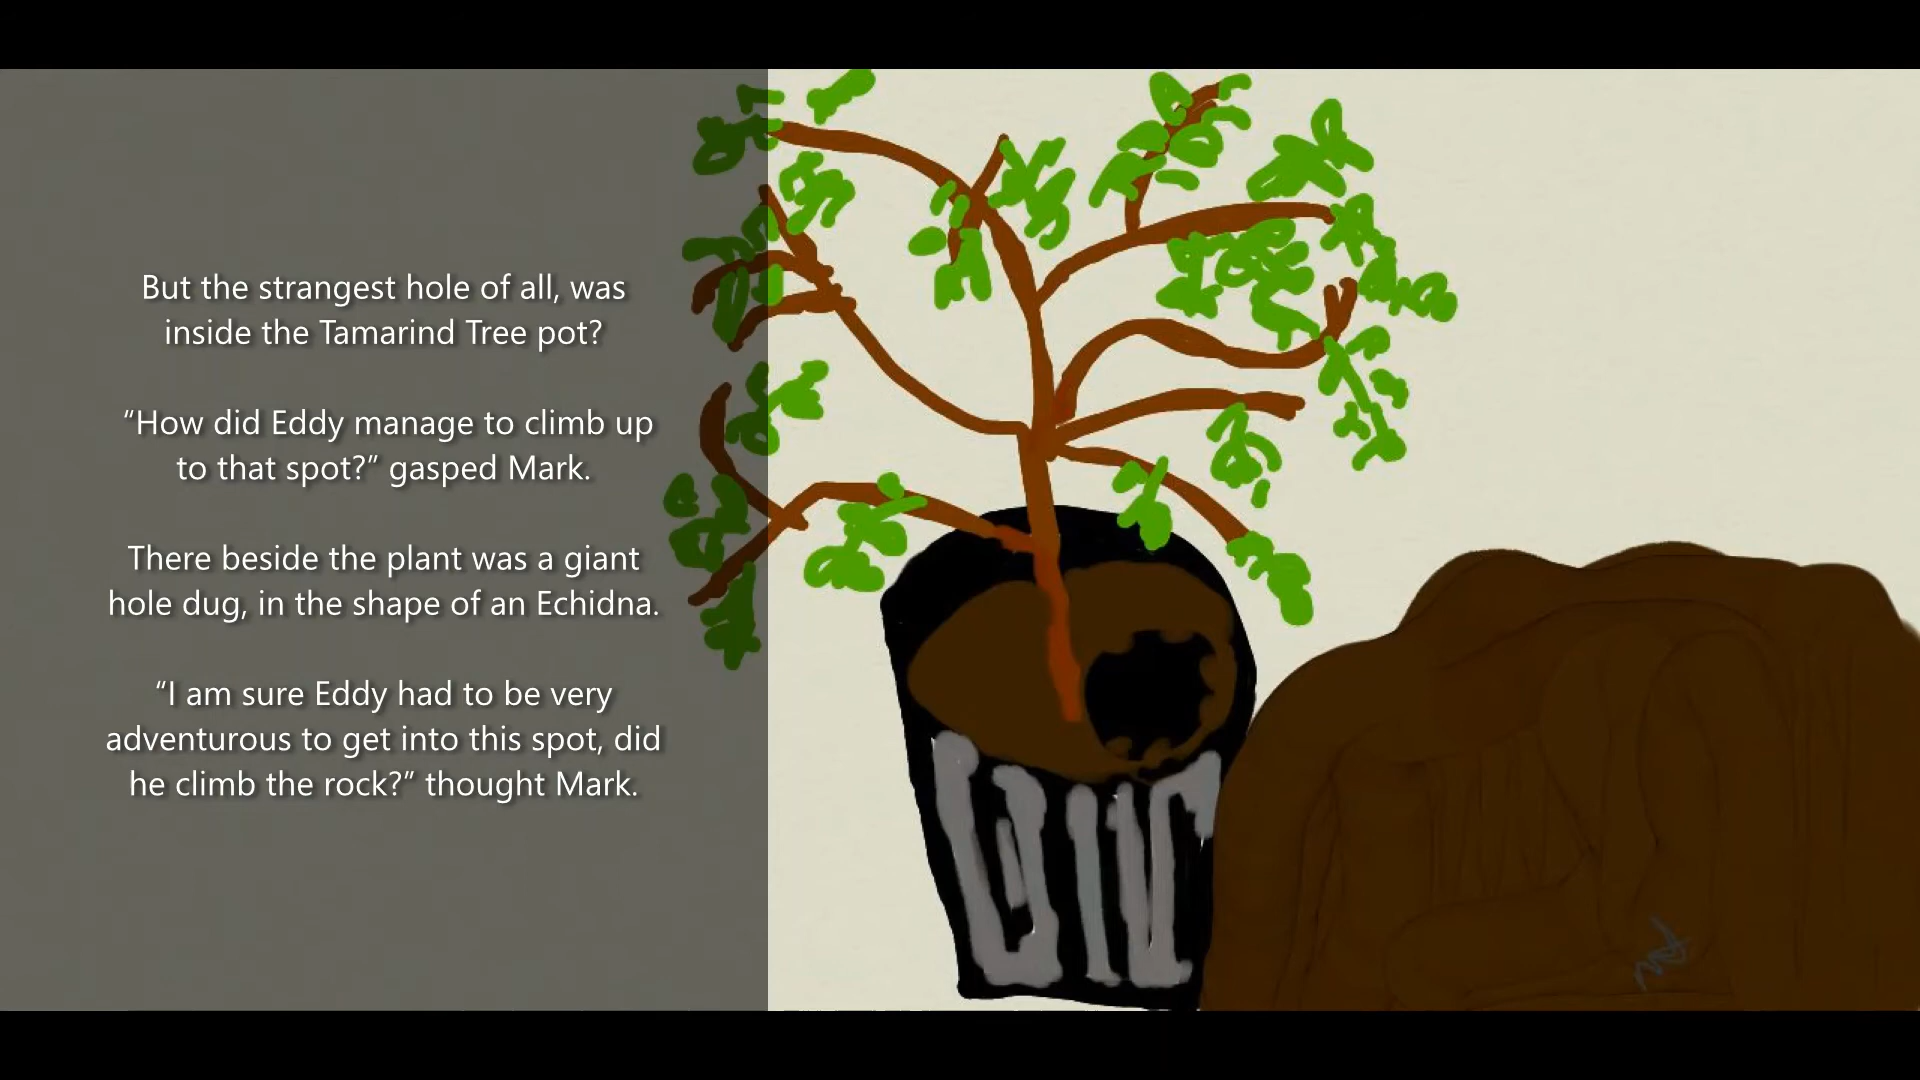 But the strangest hole of all, was
inside the Tamarind Tree pot?
“How did Eddy manage to climb up
to that spot?” gasped Mark.
There beside the plant was a giant
hole dug, in the shape of an Echidna.
“I am sure Eddy had to be very
adventurous to get into this spot, did
he climb the rock?” thought Mark.